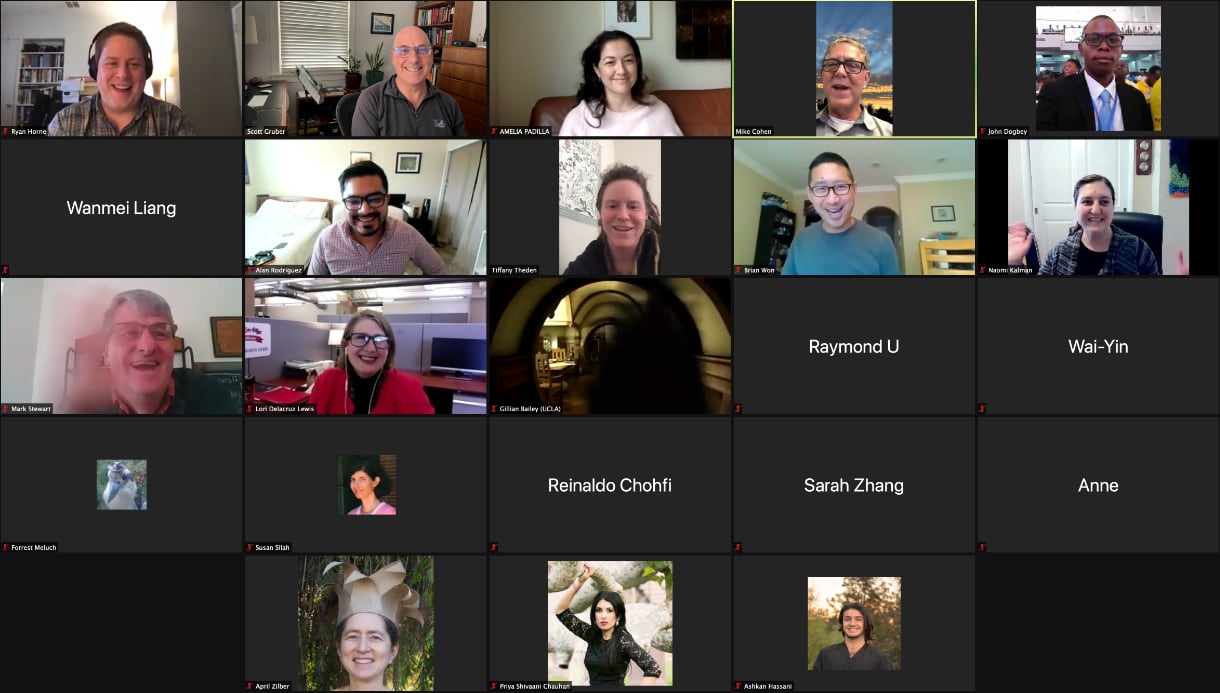 Ryan Horne
Scott Gruber
AMELIA PADILLA
Mike Cohen
John Dogbey
Wanmei Liang
Alan Rodriguez
Tiffany Theden
Brian Won
Naomi Kalman
Mark Stewart
Lori Delacruz Lewis
Gillian Bailey (UCLA)
Raymond U
Wai-Yin
Forrest Meluch
Susan Silah
Reinaldo Chohfi
Sarah Zhang
Anne
April Zilber
Priya Shivaani Chauhan
Ashkan Hassani